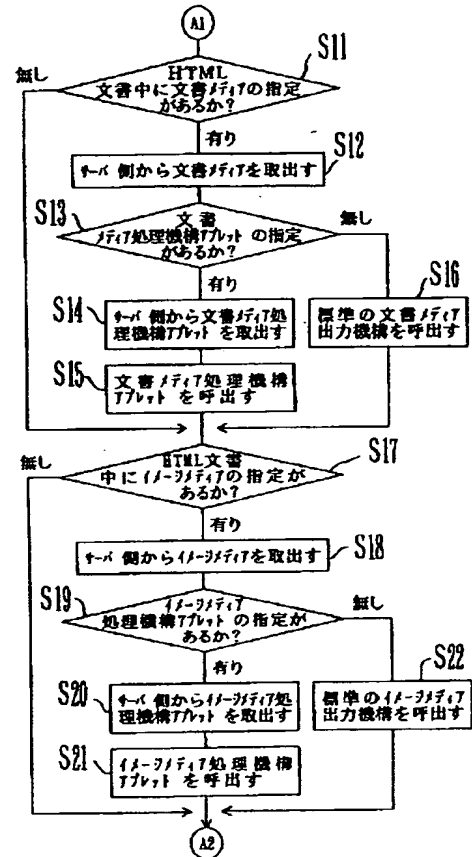 A1
S11
無し
HTML
文書中に文書メディアの指定
があるか?
有り
S12
サーバ 側から文書メディアを取出す
S13
文書
メディア処理機構アプレット の指定
があるか?
無し
有り
S16
S14
サーバ 側から文書メディア処
理機構アプレット を取出す
標準の文書メディア
出力機構を呼出す
S15
文書メディア処理機構
アプレット を呼出す
無し
HTML文書
中にイメージメディアの指定が
あるか?
S17
有り
S18
サーバ 側からイメージメディアを取出す
S19
イメージメディア
処理機構アプレット の指定が
あるか?
無し
有り
S22
S20
サーバ 側からイメージメディア処
理機構アプレット を取出す
標準のイメージメディア
出力機構を呼出す
S21
イメージメディア処理機構
アプレット を呼出す
A2